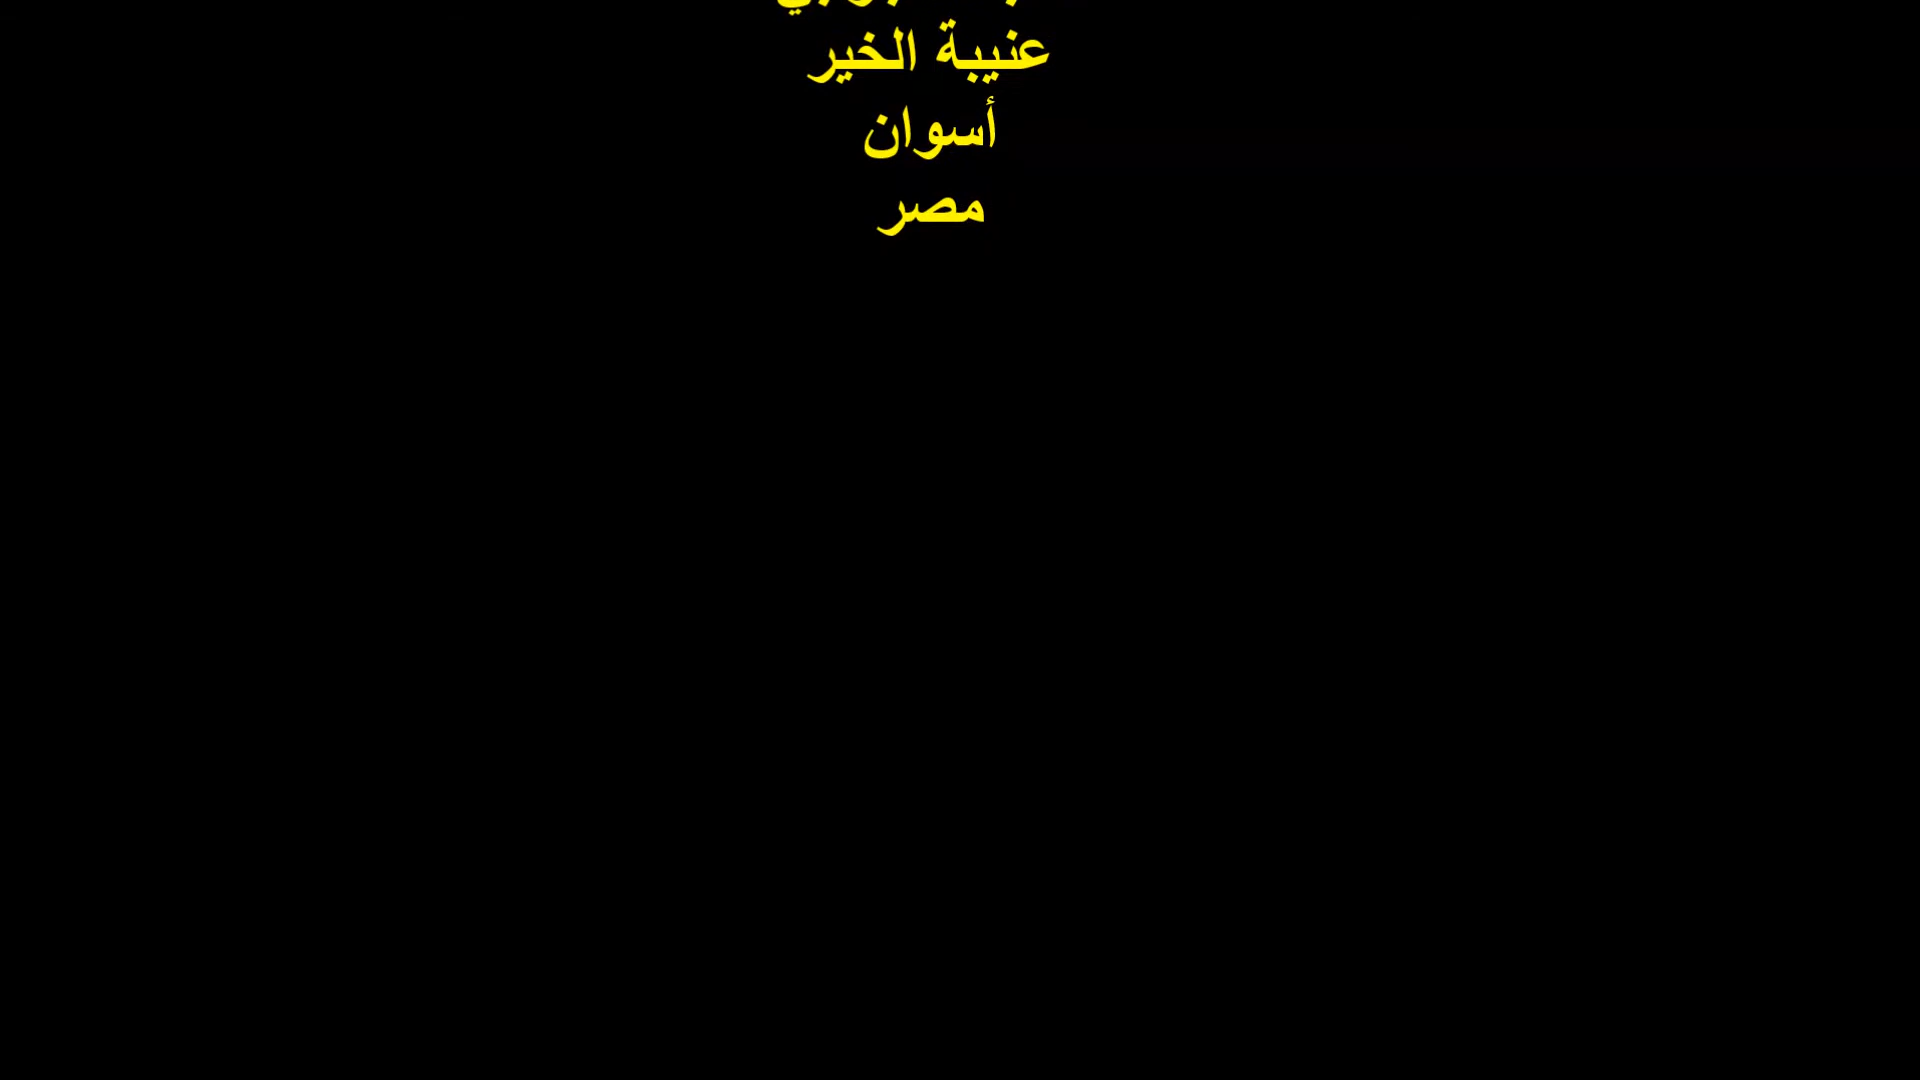 عنيبة الخير
أسوان
مصر